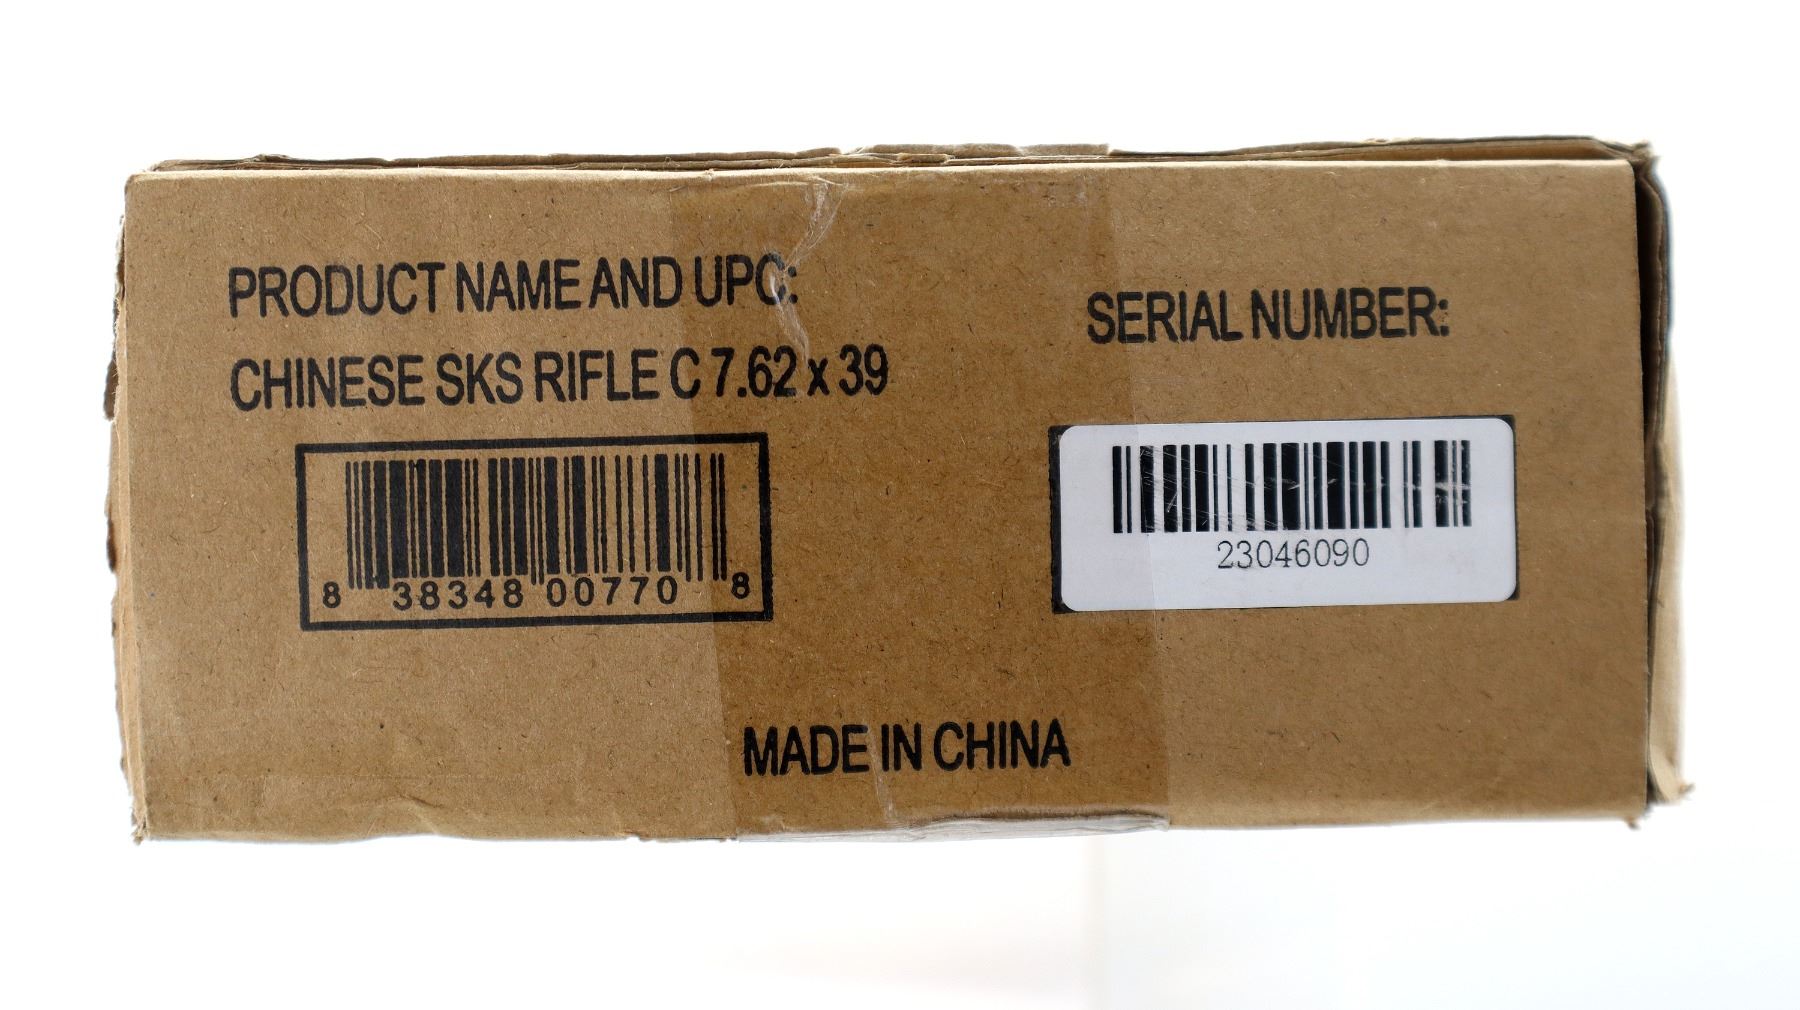 PRODUCT NAME AND UPC:
CHINESE SKS RIFLE C 7.62 x 39
8 38348 00770 8
SERIAL NUMBER:
23046090
MADE IN CHINA